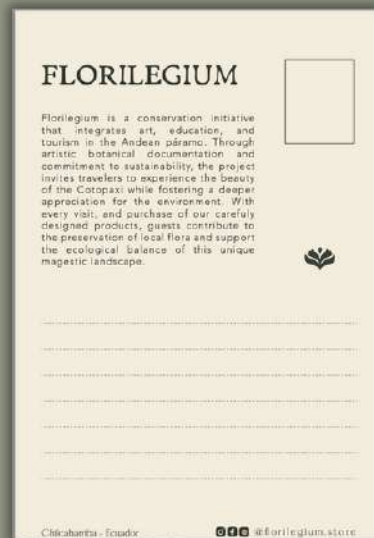 FLORILEGIUM
Florilegium is a conservation initiative
that integrates art, education, and
tourism in the Andean páramo. Through
artistic botanical documentation and
commitment to sustainability, the project
invites travelers to experience the beauty
of the Cotopaxi while fostering a deeper
appreciation for the environment. With
every visit, and purchase of our carefuly
designed products, guests contribute to
the preservation of local flora and support
the ecological balance of this unique
magestic landscape.
- Ecuador
@florilegium.store